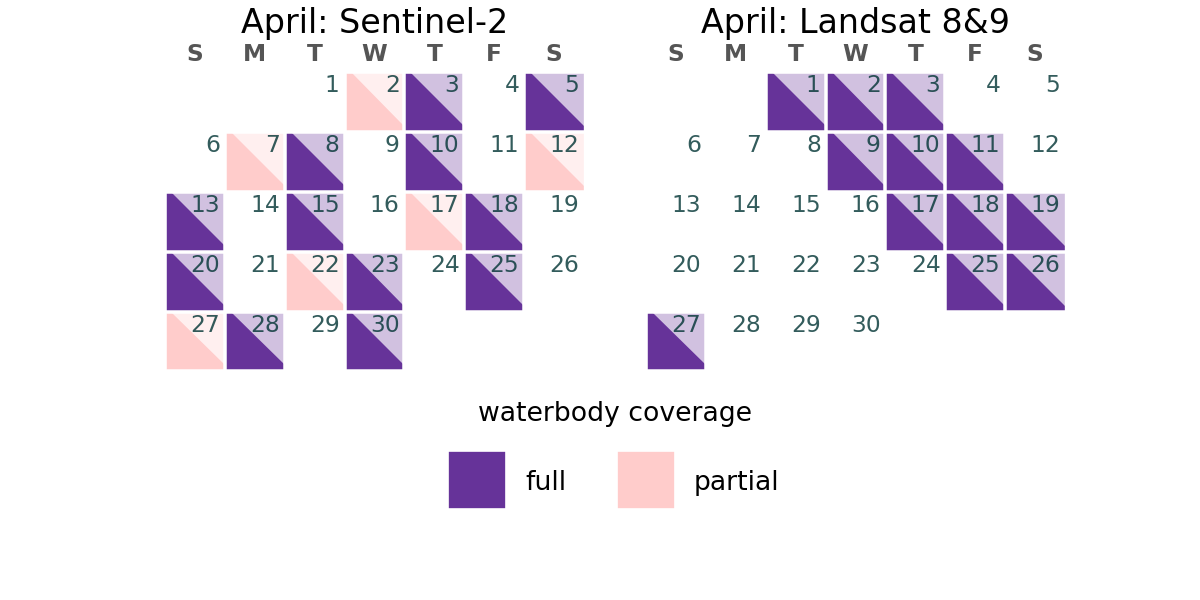 April: Sentinel-2
S M T W T F S
1 2 3 4 5
6 7 8 9 10 11 12
13 14 15 16 17 18 19
20 21 22 23 24 25 26
27 28 29 30
April: Landsat 8&9
S M T W T F S
1 2 3 4 5
6 7 8 9 10 11 12
13 14 15 16 17 18 19
20 21 22 23 24 25 26
27 28 29 30
waterbody coverage
full partial